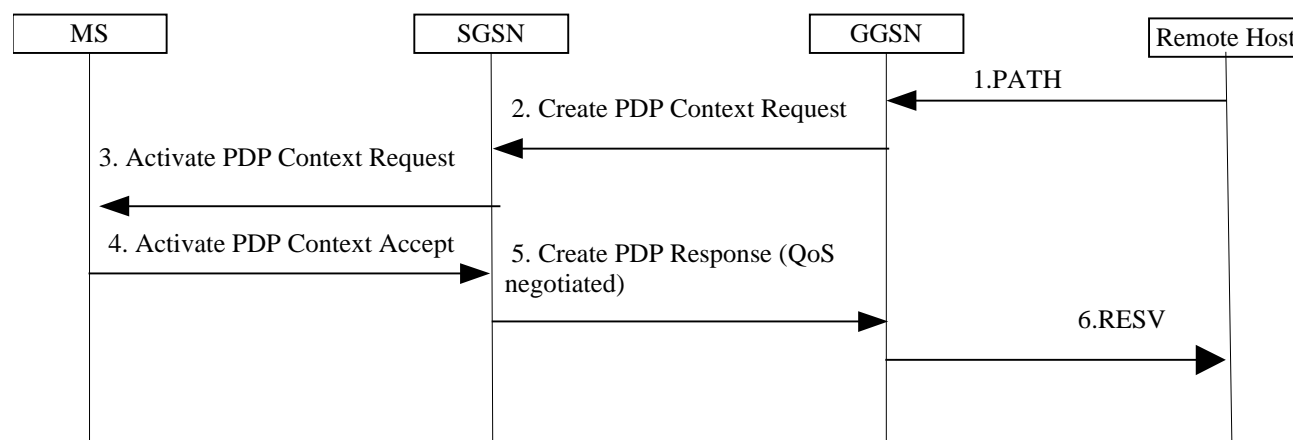 MS
SGSN
GGSN
Remote Host
1.PATH
2. Create PDP Context Request
3. Activate PDP Context Request
4. Activate PDP Context Accept
5. Create PDP Response (QoS
negotiated)
6.RESV